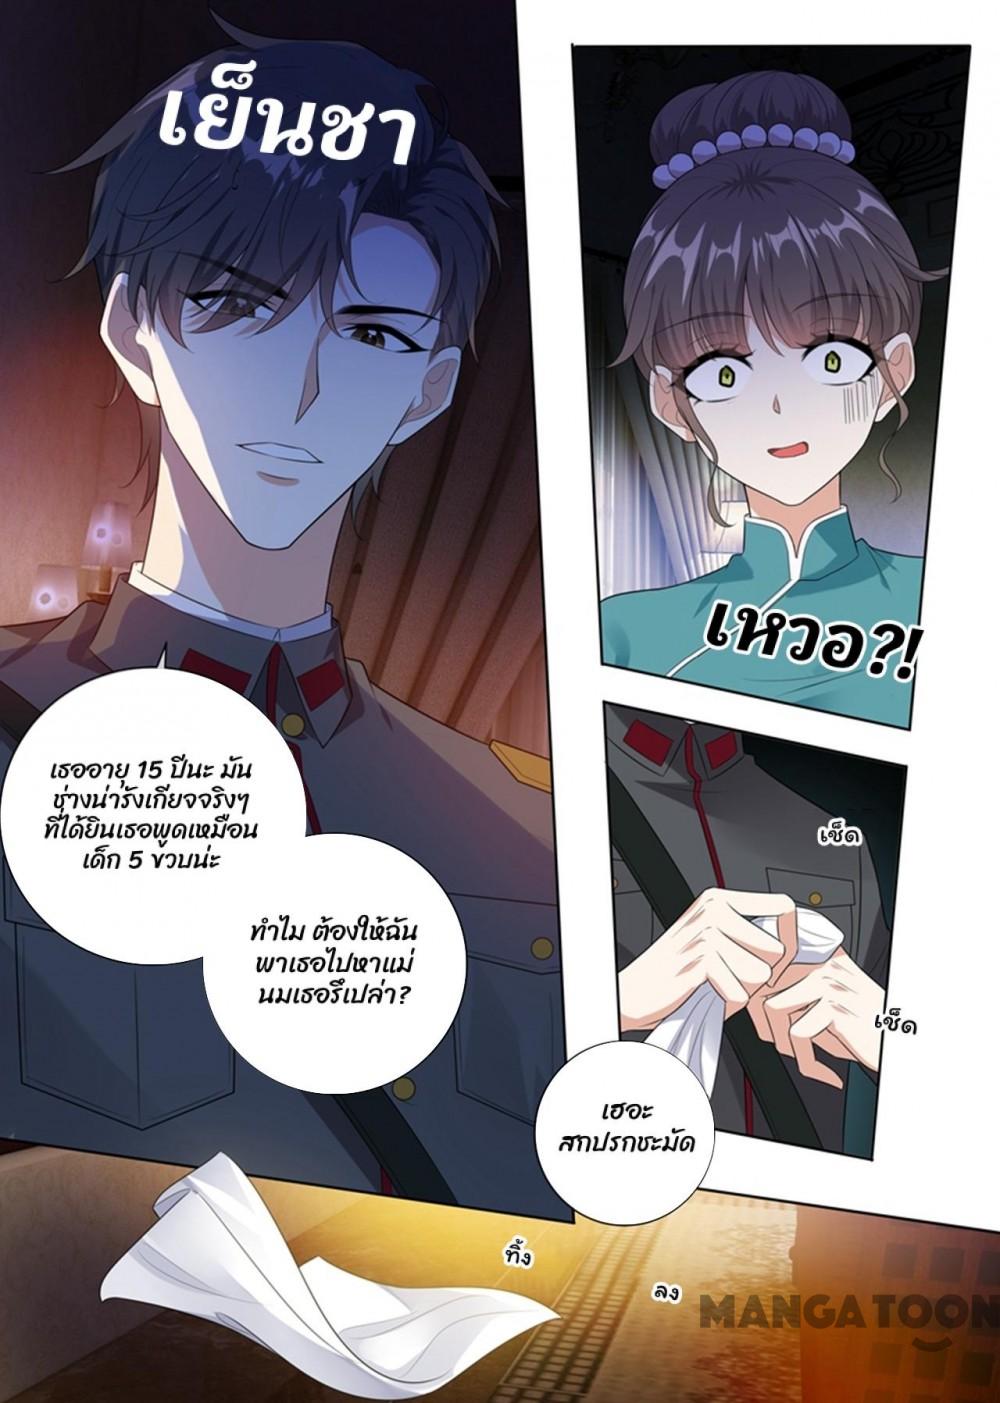 เย็นชา
เหวอ?!
เธออายุ 15 ปีนะ มัน
ช่างน่ารังเกียจจริงๆ
ที่ได้ยินเธอพูดเหมือน
เด็ก 5 ขวบน่ะ
ทำไม ต้องให้ฉัน
พาเธอไปหาแม่
นมเธอรึเปล่า?
เช็ด
เช็ด
เฮอะ
สกปรกชะมัด
ทิ้ง
ลง
MANGATOON